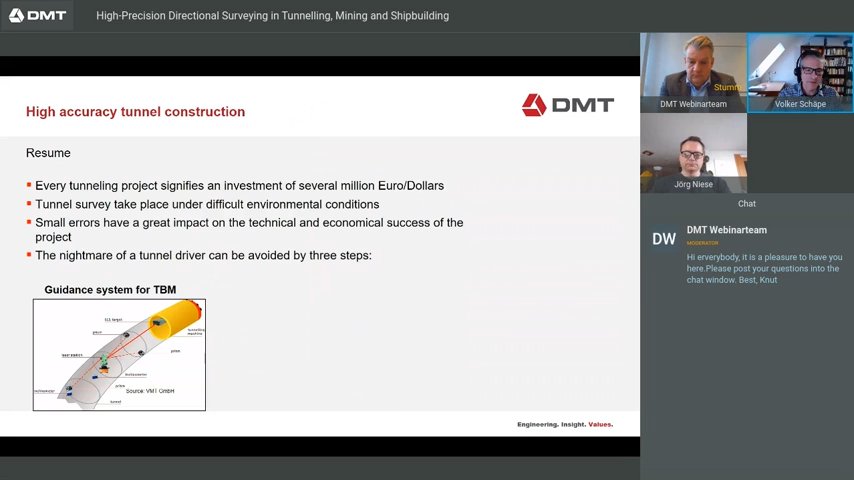 DMT
High-Precision Directional Surveying in Tunnelling, Mining and Shipbuilding
High accuracy tunnel construction
DMT
Resume
Every tunneling project signifies an investment of several million Euro/Dollars
Tunnel survey take place under difficult environmental conditions
Small errors have a great impact on the technical and economical success of the
project
The nightmare of a tunnel driver can be avoided by three steps:
Guidance system for TBM
prism
prism
tunnel
Source: VMT GmbH
Engineering. Insight. Values.
DMT Webinarteam
Volker Schäpe
Jörg Niese
Chat
DW
DMT Webinarteam
MODERATOR
Hi erverybody, it is a pleasure to have you
here.Please post your questions into the
chat window. Best, Knut